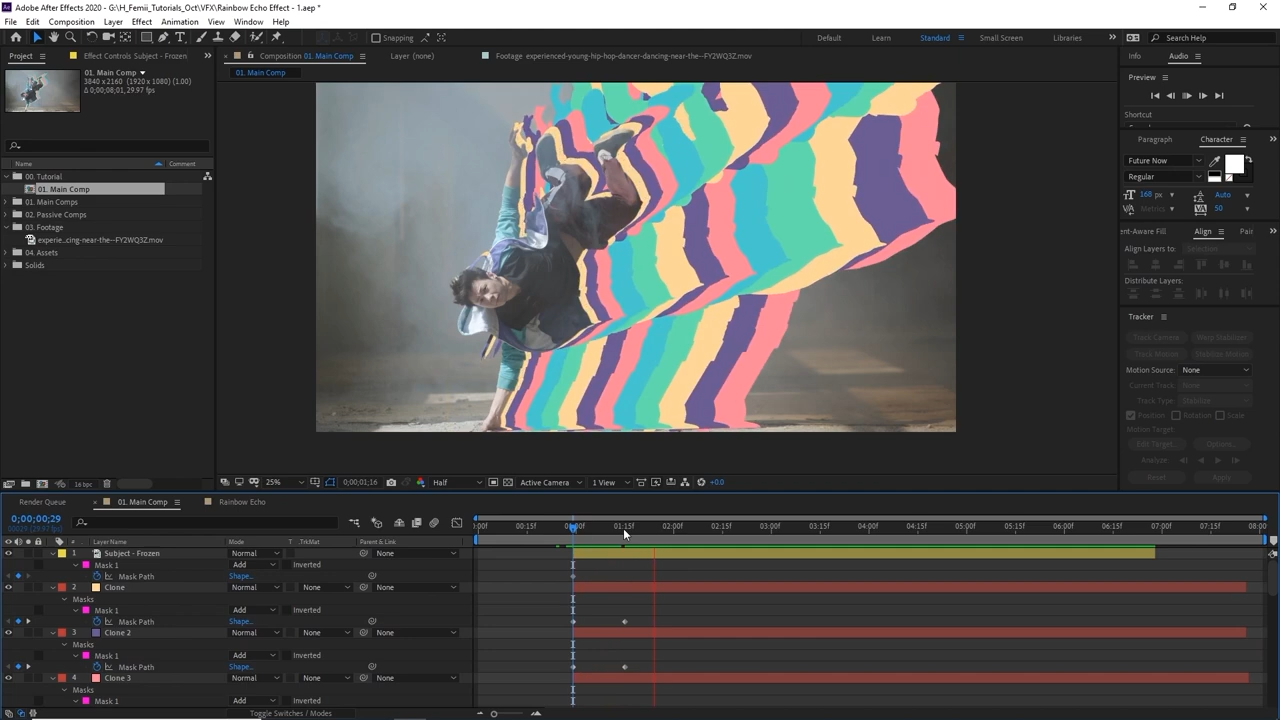 Adobe After Effects 2020 - G:\H_Femii_Tutorials_Oct\VFX\Rainbow Echo Effect - 1.aep *
File Edit Composition Layer Effect Animation View Window Help
Snapping Default Learn Standard Small Screen Libraries Search Help
Project Effect Controls Subject - Frozen Composition 01. Main Comp Layer (none) Footage experienced-young-hip-hop-dancer-dancing-near-the--FY2WQ3Z.mov Info Audio
01. Main Comp
3840 x 2160 (1920 x 1080) (1.00)
Δ 0;00;08;01, 29.97 fps
01. Main Comp
Preview
Shortcut
Paragraph Character
Future Now
Regular
168 px Auto
Metrics 50
Name Comment
00. Tutorial
01. Main Comp
01. Main Comps
02. Passive Comps
03. Footage
experie...cing-near-the--FY2WQ3Z.mov
04. Assets
Solids
ent-Aware Fill Align Pair
Align Layers to: Selection
Distribute Layers:
Tracker
Track Camera Warp Stabilizer
Track Motion Stabilize Motion
Motion Source: None
Current Track: None
Track Type: Stabilize
Position Rotation Scale
Motion Target:
Edit Target... Options...
Analyze:
Reset Apply
16 bpc 25% 0;00;01;16 Half Active Camera 1 View +0.0
Render Queue 01. Main Comp Rainbow Echo
0;00;00;29
00029 (29.97 fps)
:00f 00:15f 01:00f 01:15f 02:00f 02:15f 03:00f 03:15f 04:00f 04:15f 05:00f 05:15f 06:00f 06:15f 07:00f 07:15f 08:00f
# Layer Name Mode T .TrkMat Parent & Link
1 Subject - Frozen Normal None
Mask 1 Add Inverted
Mask Path Shape...
2 Clone Normal None None
Masks
Mask 1 Add Inverted
Mask Path Shape...
3 Clone 2 Normal None None
Masks
Mask 1 Add Inverted
Mask Path Shape...
4 Clone 3 Normal None None
Masks
Mask 1 Add Inverted
Toggle Switches / Modes